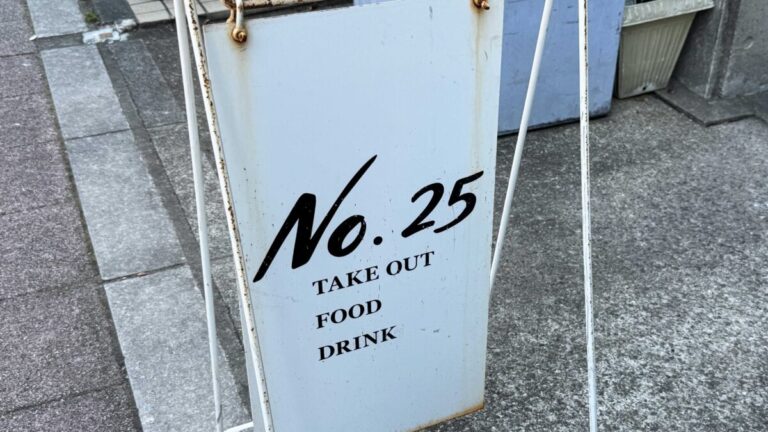 No. 25
TAKE OUT
FOOD
DRINK